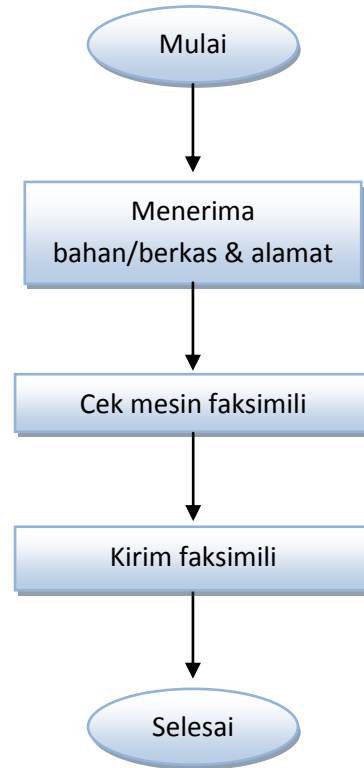 Mulai
Menerima
bahan/berkas & alamat
Cek mesin faksimili
Kirim faksimili
Selesai